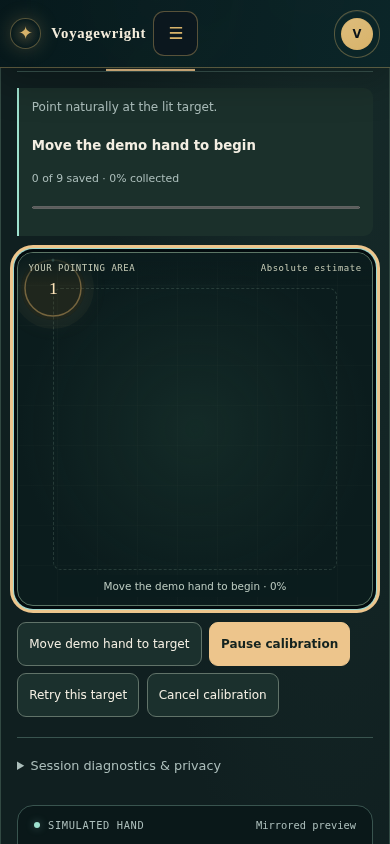 Voyagewright
V
Point naturally at the lit target.
Move the demo hand to begin
0 of 9 saved · 0% collected
YOUR POINTING AREA
Absolute estimate
1
Move the demo hand to begin · 0%
Move demo hand to target
Pause calibration
Retry this target
Cancel calibration
Session diagnostics & privacy
SIMULATED HAND
Mirrored preview